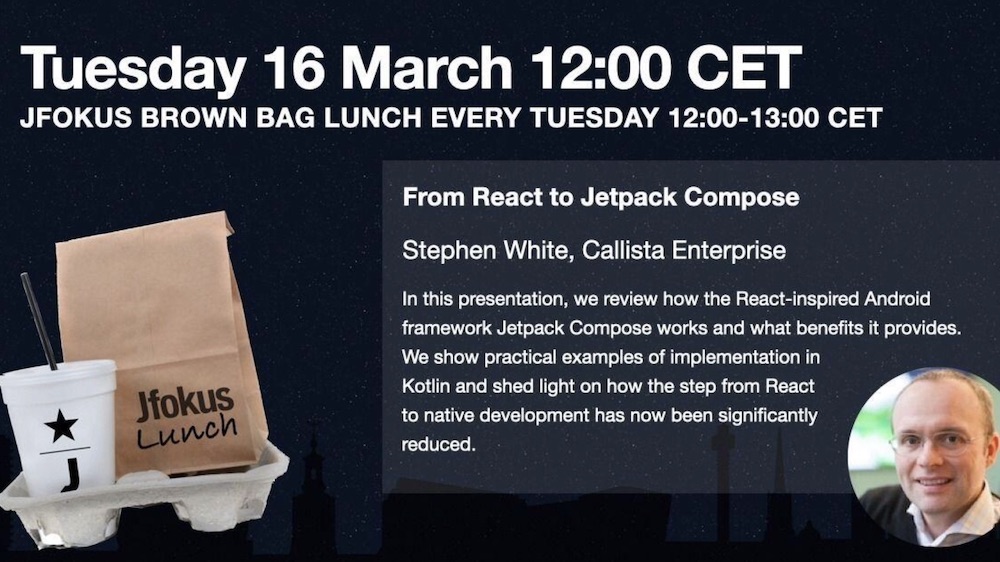 Tuesday 16 March 12:00 CET
JFOKUS BROWN BAG LUNCH EVERY TUESDAY 12:00-13:00 CET
From React to Jetpack Compose
Stephen White, Callista Enterprise
In this presentation, we review how the React-inspired Android
framework Jetpack Compose works and what benefits it provides.
We show practical examples of implementation in
Kotlin and shed light on how the step from React
to native development has now been significantly
reduced.
Jfokus
Lunch
J